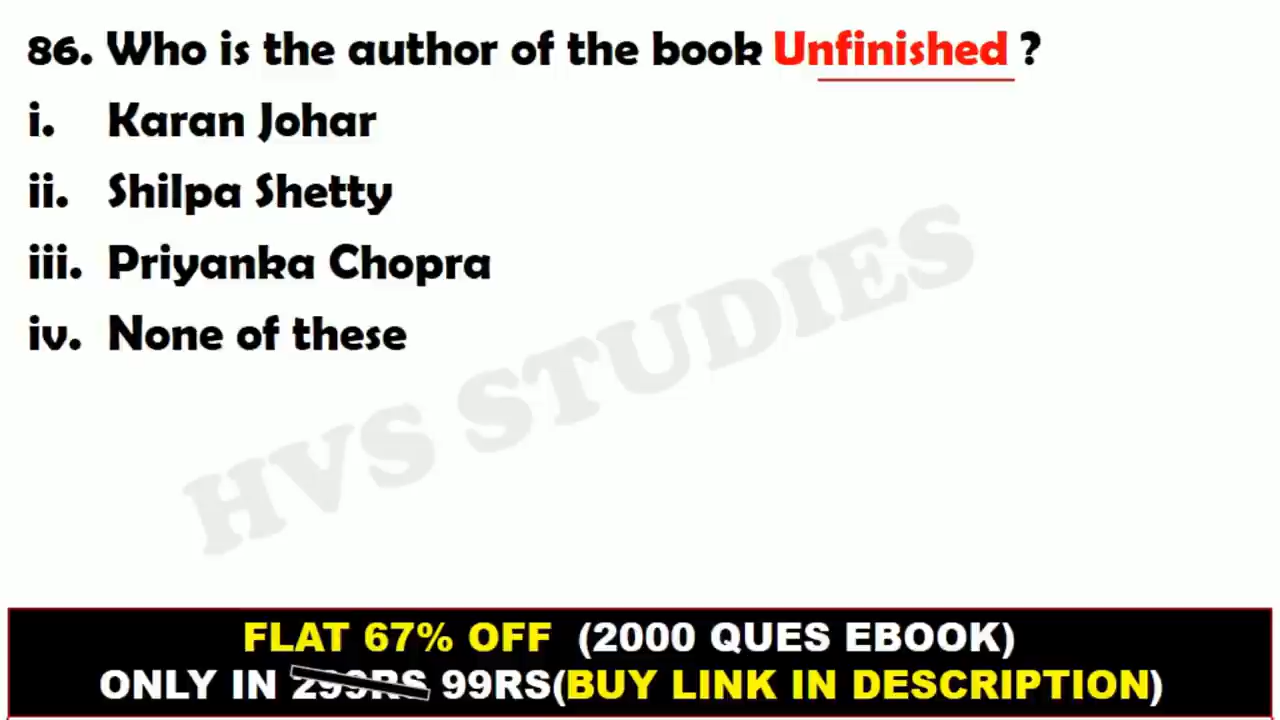 86. Who is the author of the book Unfinished ?
i. Karan Johar
ii. Shilpa Shetty
iii. Priyanka Chopra
iv. None of these
HVS STUDIES
FLAT 67% OFF (2000 QUES EBOOK)
ONLY IN 299RS 99RS(BUY LINK IN DESCRIPTION)